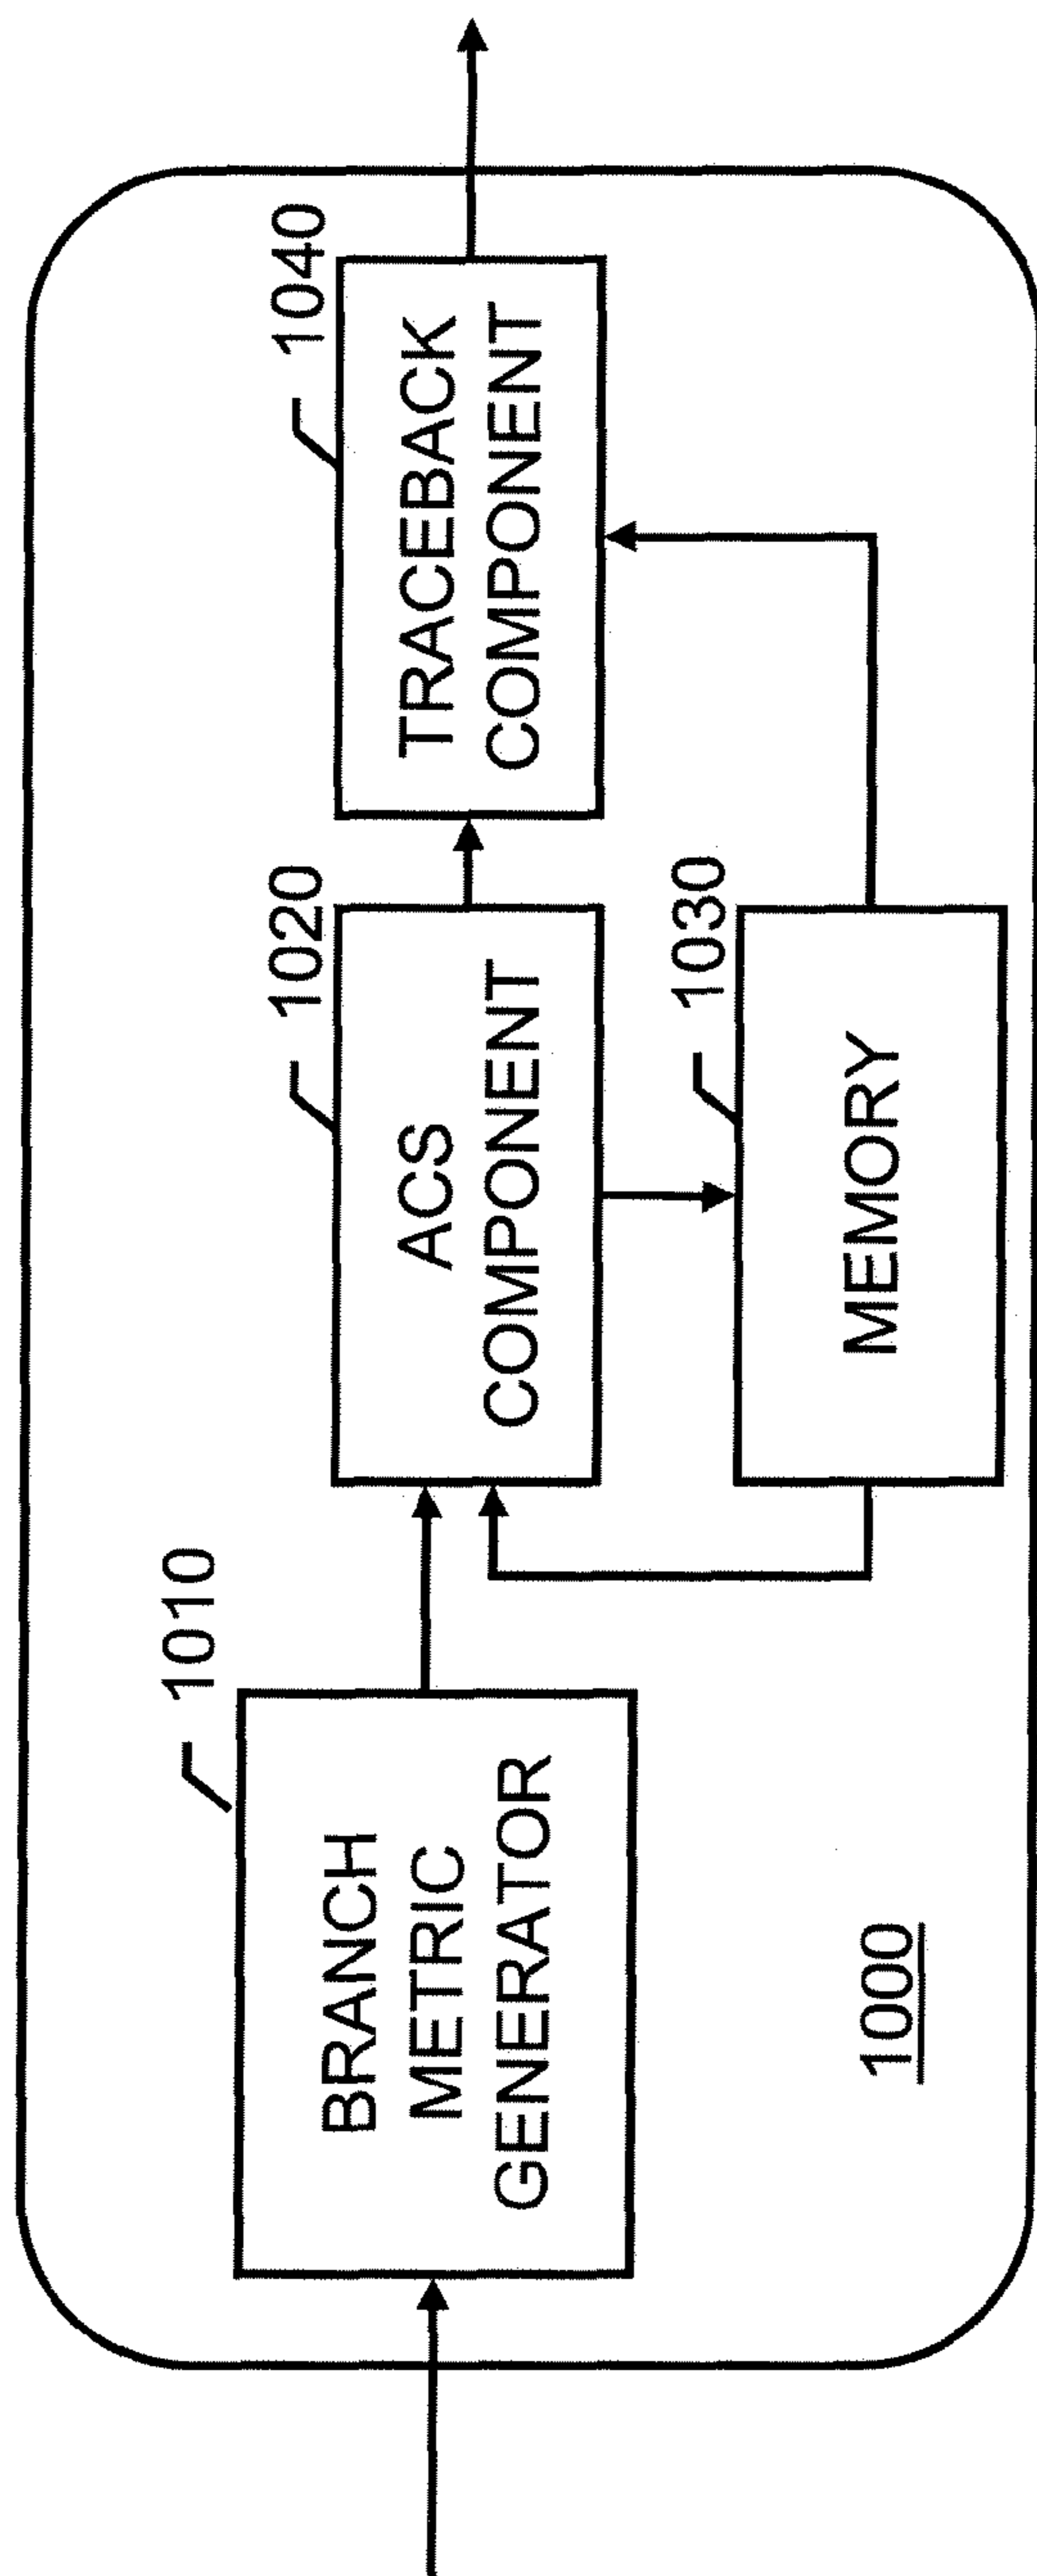 1010
BRANCH
METRIC
GENERATOR
1020
ACS
COMPONENT
1040
TRACEBACK
COMPONENT
1030
MEMORY
1000